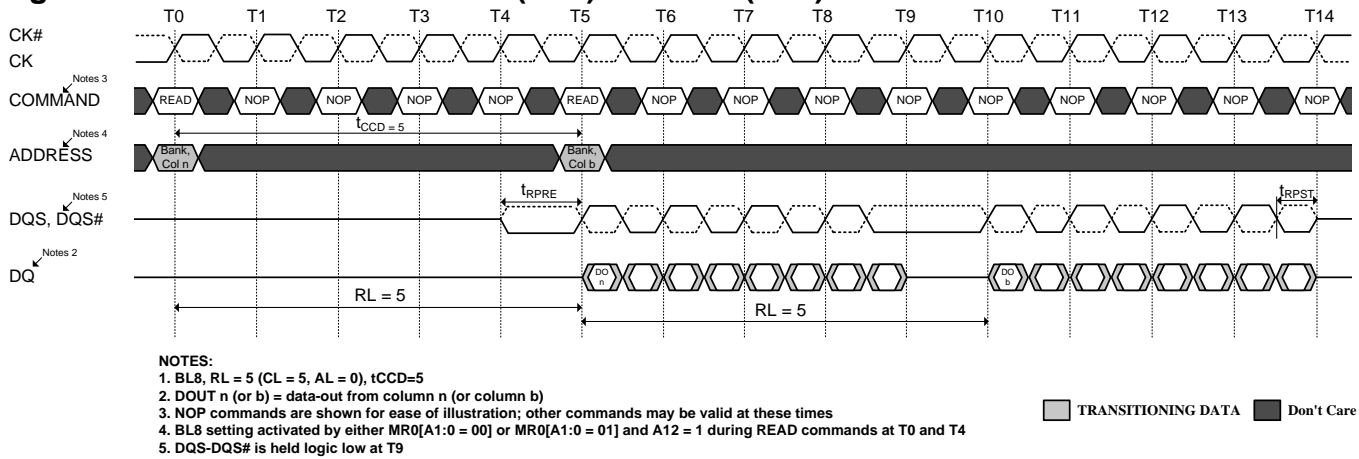 T0 T1 T2 T3 T4 T5 T6 T7 T8 T9 T10 T11 T12 T13 T14
CK#
CK
Notes 3
COMMAND
READ NOP NOP NOP NOP READ NOP NOP NOP NOP NOP NOP NOP NOP NOP
tCCD = 5
Notes 4
ADDRESS
Bank, Col n
Bank, Col b
Notes 5
DQS, DQS#
tRPRE
tRPST
Notes 2
DQ
DO n
DO b
RL = 5
RL = 5
NOTES:
1. BL8, RL = 5 (CL = 5, AL = 0), tCCD=5
2. DOUT n (or b) = data-out from column n (or column b)
3. NOP commands are shown for ease of illustration; other commands may be valid at these times
4. BL8 setting activated by either MR0[A1:0 = 00] or MR0[A1:0 = 01] and A12 = 1 during READ commands at T0 and T4
5. DQS-DQS# is held logic low at T9
TRANSITIONING DATA
Don't Care